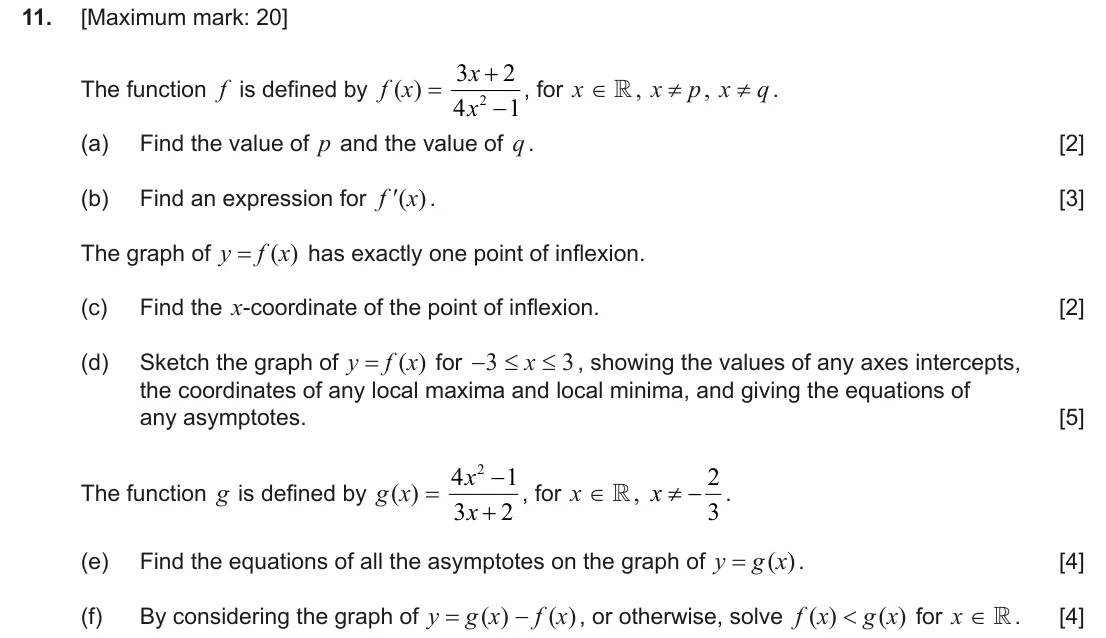 11. [Maximum mark: 20]
The function f is defined by f(x) = (3x + 2)/(4x² − 1), for x ∈ ℝ, x ≠ p, x ≠ q.
(a) Find the value of p and the value of q. [2]
(b) Find an expression for f′(x). [3]
The graph of y = f(x) has exactly one point of inflexion.
(c) Find the x-coordinate of the point of inflexion. [2]
(d) Sketch the graph of y = f(x) for −3 ≤ x ≤ 3, showing the values of any axes intercepts,
the coordinates of any local maxima and local minima, and giving the equations of
any asymptotes. [5]
The function g is defined by g(x) = (4x² − 1)/(3x + 2), for x ∈ ℝ, x ≠ −2/3.
(e) Find the equations of all the asymptotes on the graph of y = g(x). [4]
(f) By considering the graph of y = g(x) − f(x), or otherwise, solve f(x) < g(x) for x ∈ ℝ. [4]